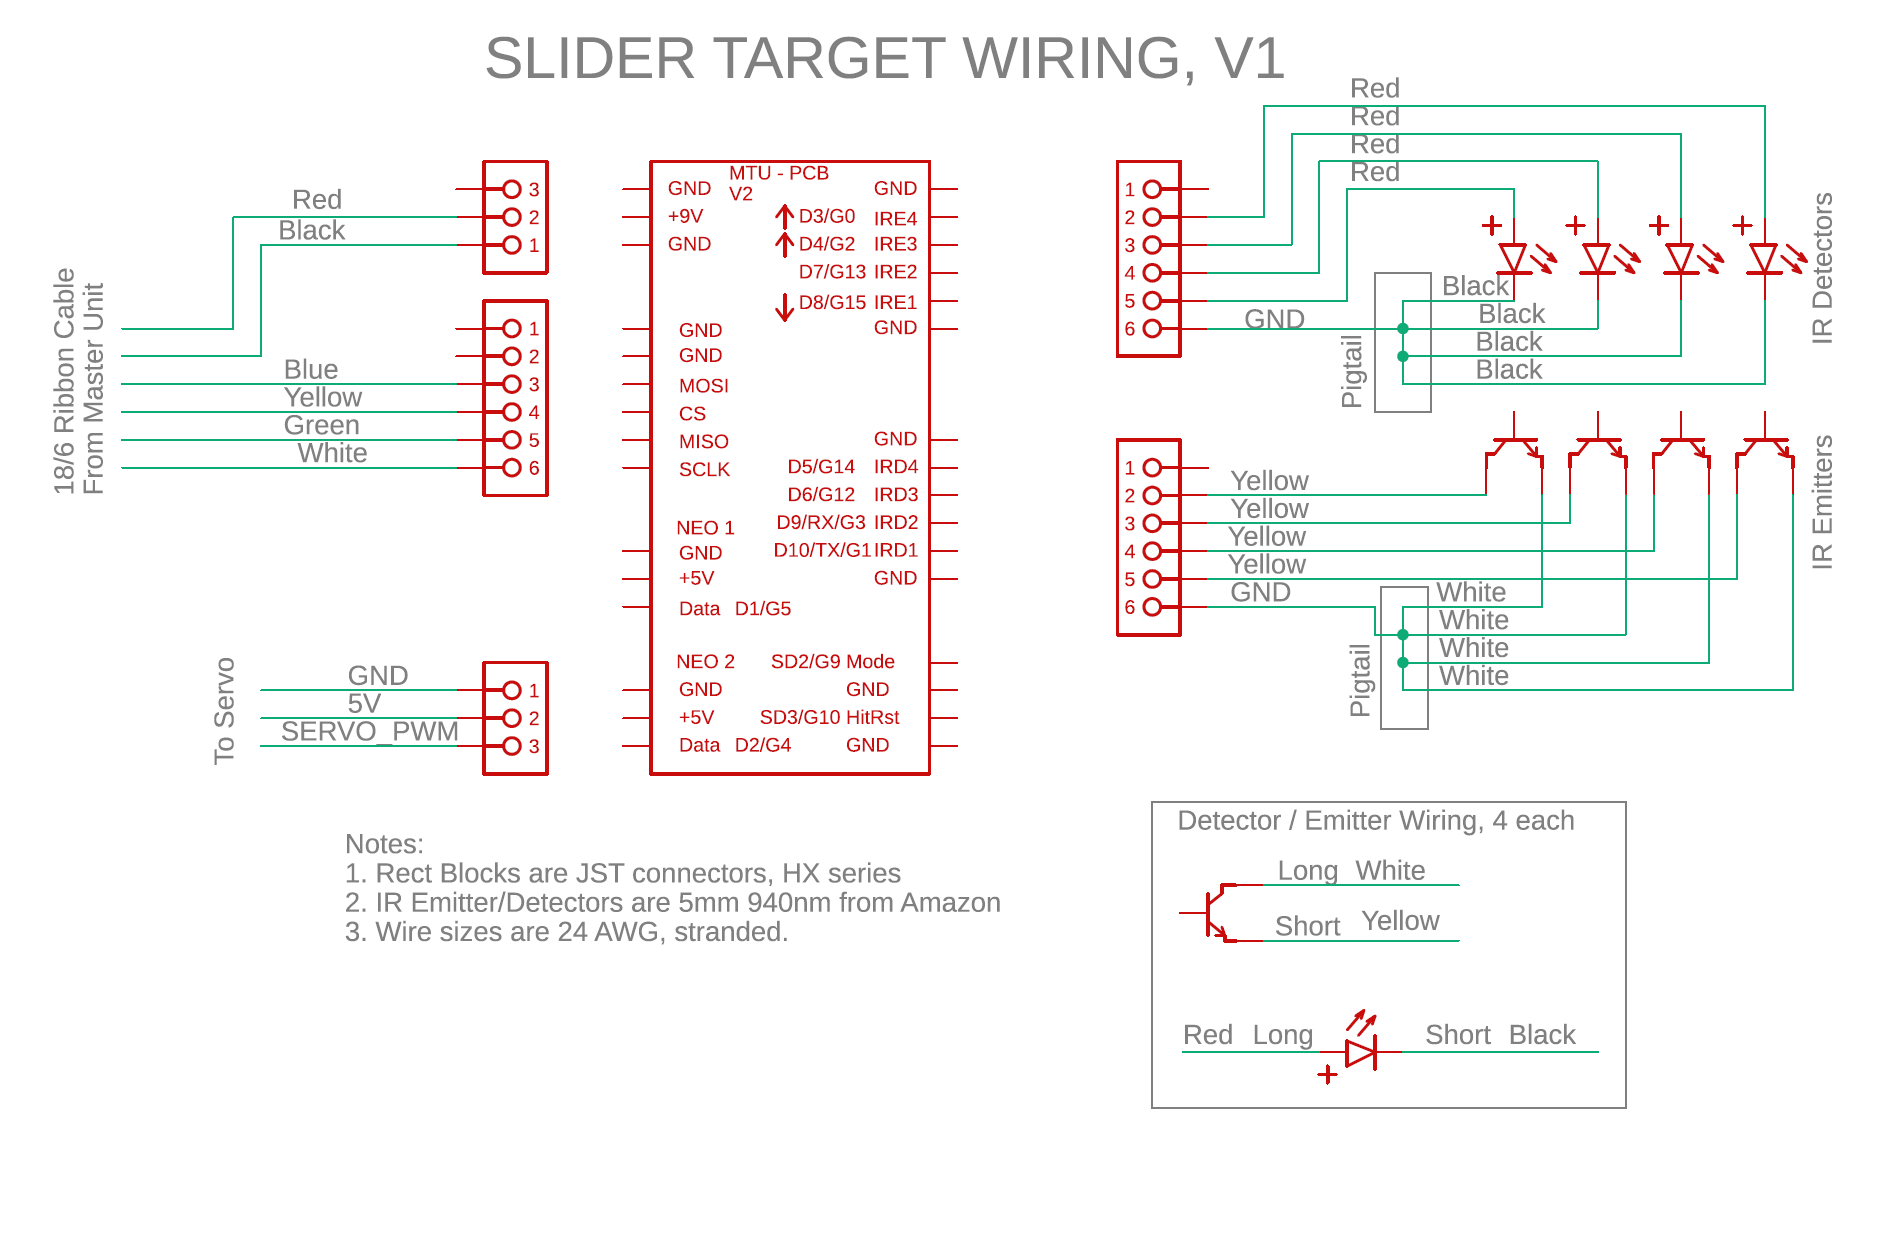 SLIDER TARGET WIRING, V1
18/6 Ribbon Cable
From Master Unit
Red
Black
3
2
1
Blue
Yellow
Green
White
1
2
3
4
5
6
To Servo
GND
5V
SERVO_PWM
1
2
3
MTU - PCB
V2
GND GND
+9V D3/G0 IRE4
GND D4/G2 IRE3
D7/G13 IRE2
D8/G15 IRE1
GND GND
GND
MOSI
CS
MISO GND
SCLK D5/G14 IRD4
D6/G12 IRD3
NEO 1 D9/RX/G3 IRD2
GND D10/TX/G1 IRD1
+5V GND
Data D1/G5
NEO 2 SD2/G9 Mode
GND GND
+5V SD3/G10 HitRst
Data D2/G4 GND
1
2
3
4
5
6
Red
Red
Red
Red
GND
Pigtail
Black
Black
Black
Black
IR Detectors
1
2
3
4
5
6
Yellow
Yellow
Yellow
Yellow
GND
Pigtail
White
White
White
White
IR Emitters
Notes:
1. Rect Blocks are JST connectors, HX series
2. IR Emitter/Detectors are 5mm 940nm from Amazon
3. Wire sizes are 24 AWG, stranded.
Detector / Emitter Wiring, 4 each
Long White
Short Yellow
Red Long Short Black